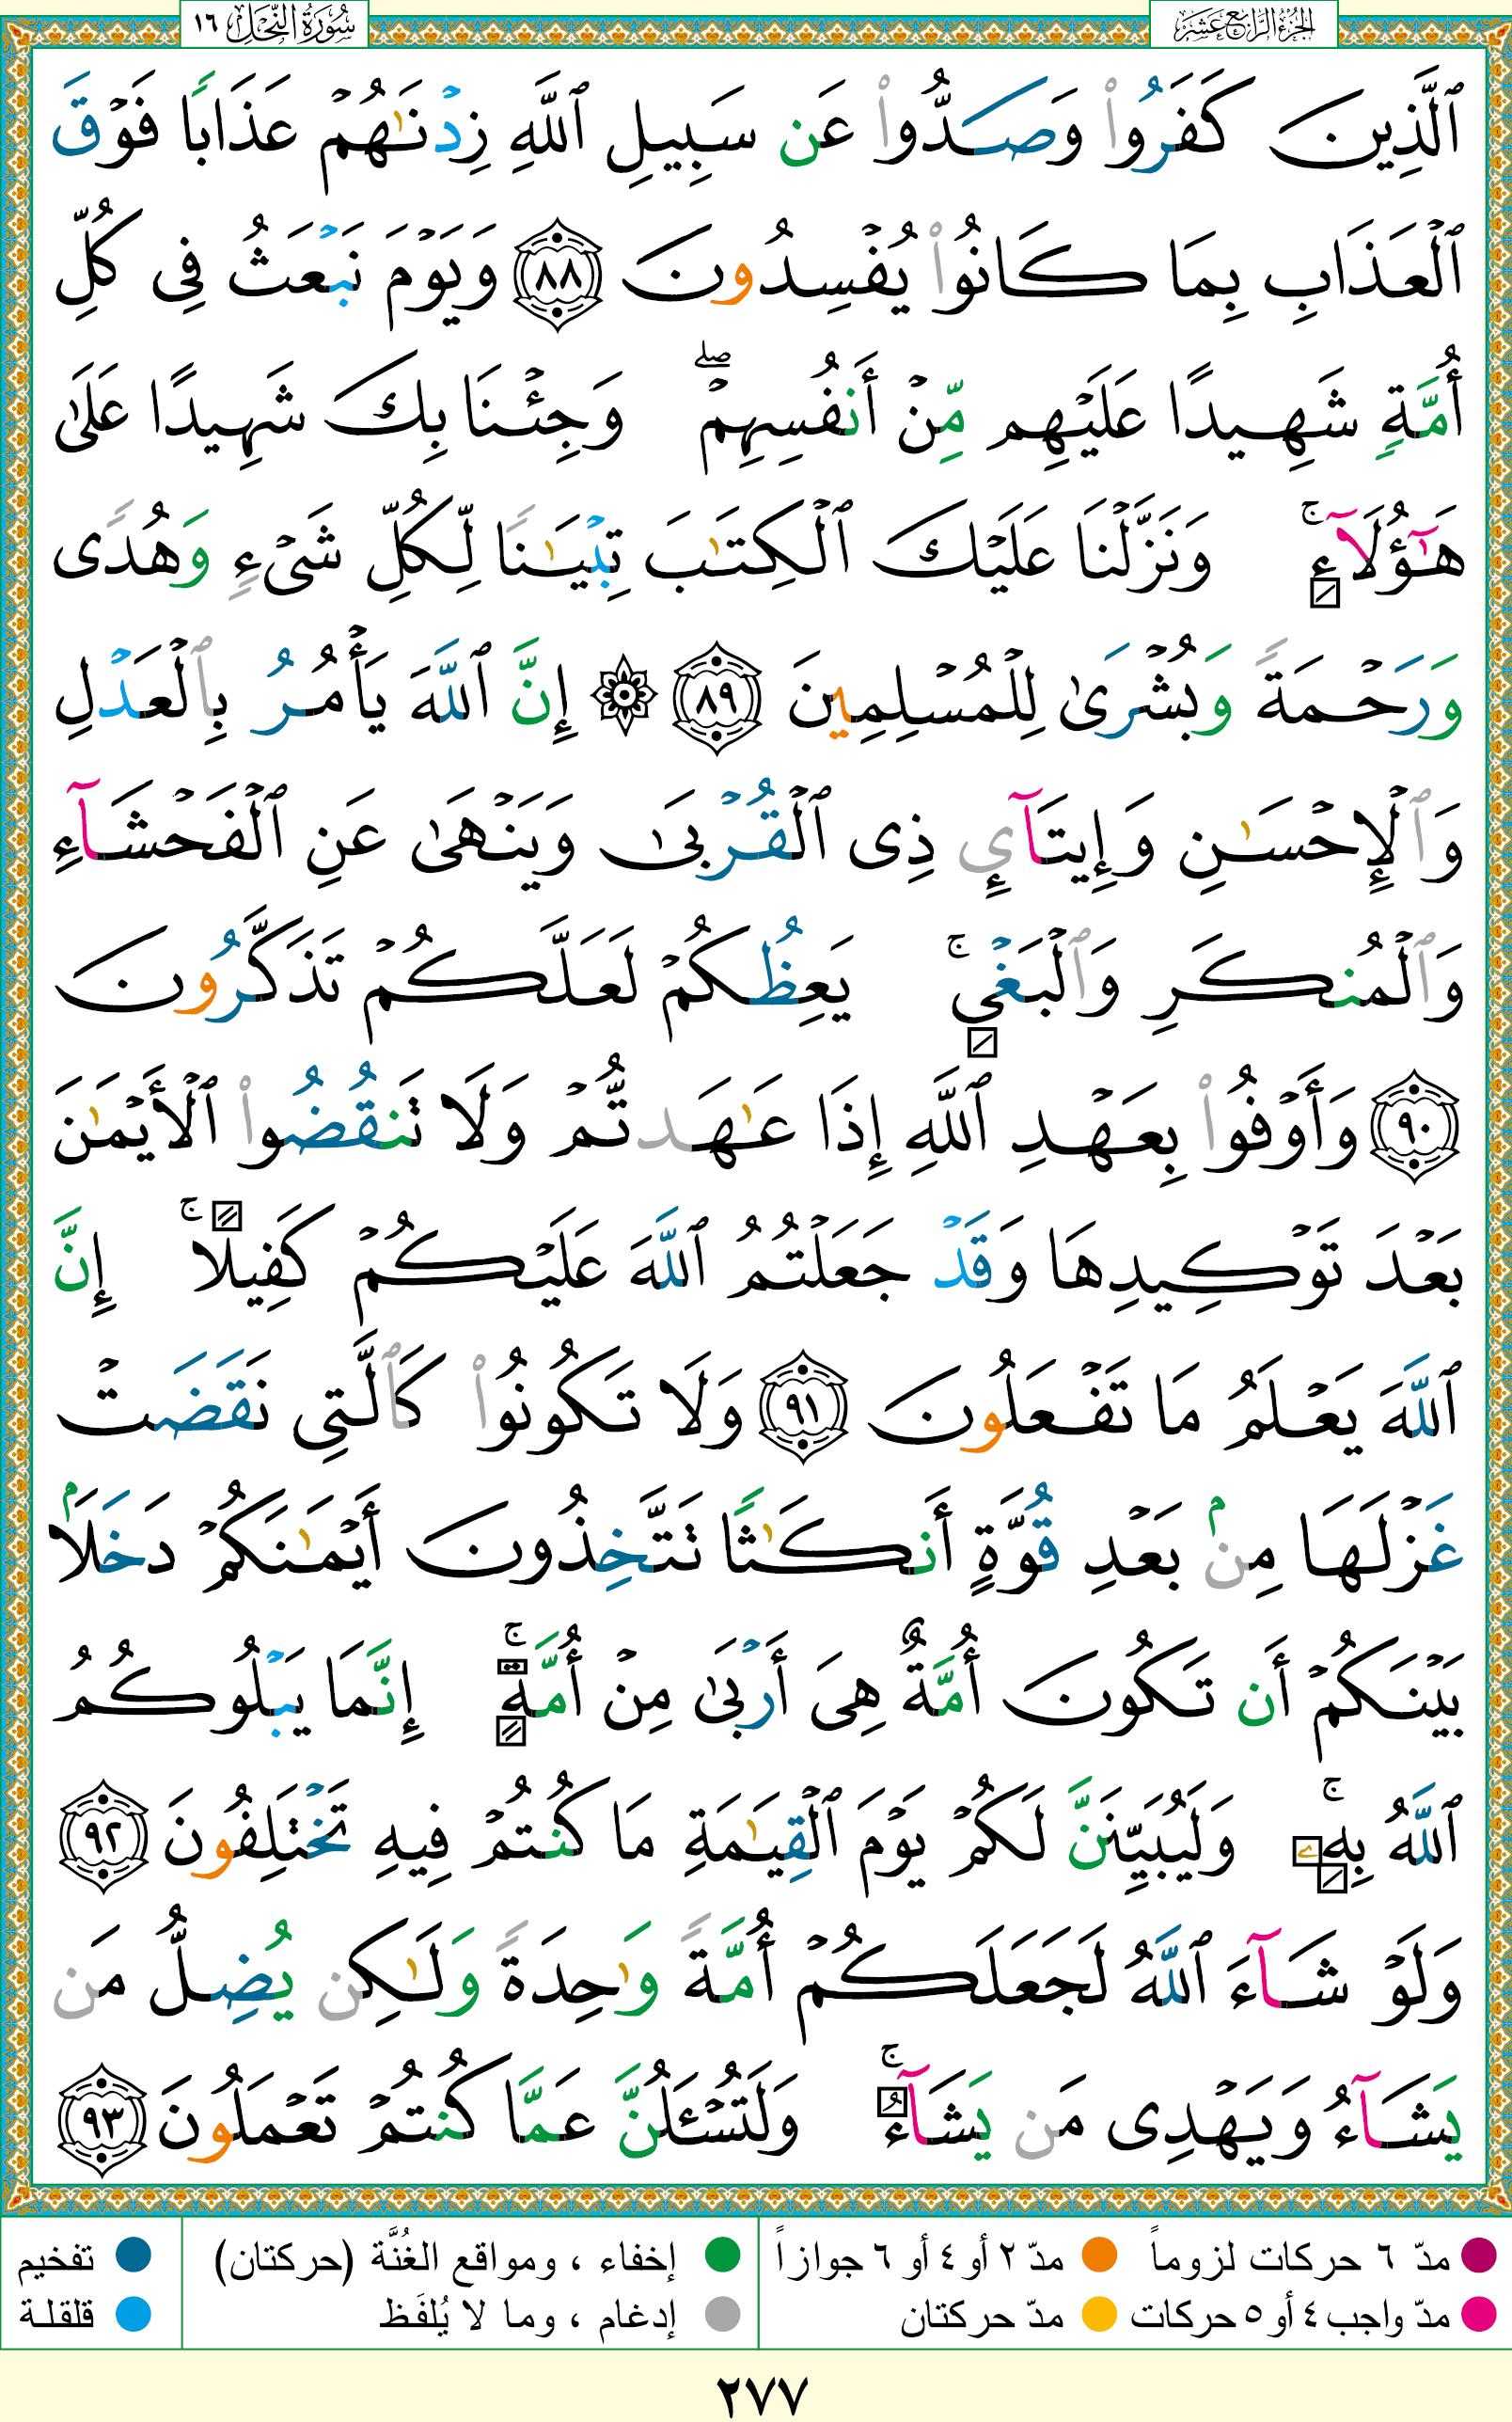 الجزء الرابع عشر
سورة النحل ١٦
ٱلَّذِينَ كَفَرُوا۟ وَصَدُّوا۟ عَن سَبِيلِ ٱللَّهِ زِدْنَٰهُمْ عَذَابًا فَوْقَ
ٱلْعَذَابِ بِمَا كَانُوا۟ يُفْسِدُونَ ٨٨ وَيَوْمَ نَبْعَثُ فِى كُلِّ
أُمَّةٍ شَهِيدًا عَلَيْهِم مِّنْ أَنفُسِهِمْ ۖ وَجِئْنَا بِكَ شَهِيدًا عَلَىٰ
هَٰٓؤُلَآءِ ۚ وَنَزَّلْنَا عَلَيْكَ ٱلْكِتَٰبَ تِبْيَٰنًا لِّكُلِّ شَىْءٍ وَهُدًى
وَرَحْمَةً وَبُشْرَىٰ لِلْمُسْلِمِينَ ٨٩ ۞ إِنَّ ٱللَّهَ يَأْمُرُ بِٱلْعَدْلِ
وَٱلْإِحْسَٰنِ وَإِيتَآئِ ذِى ٱلْقُرْبَىٰ وَيَنْهَىٰ عَنِ ٱلْفَحْشَآءِ
وَٱلْمُنكَرِ وَٱلْبَغْىِ ۚ يَعِظُكُمْ لَعَلَّكُمْ تَذَكَّرُونَ
٩٠ وَأَوْفُوا۟ بِعَهْدِ ٱللَّهِ إِذَا عَٰهَدتُّمْ وَلَا تَنقُضُوا۟ ٱلْأَيْمَٰنَ
بَعْدَ تَوْكِيدِهَا وَقَدْ جَعَلْتُمُ ٱللَّهَ عَلَيْكُمْ كَفِيلًا ۚ إِنَّ
ٱللَّهَ يَعْلَمُ مَا تَفْعَلُونَ ٩١ وَلَا تَكُونُوا۟ كَٱلَّتِى نَقَضَتْ
غَزْلَهَا مِنۢ بَعْدِ قُوَّةٍ أَنكَٰثًا تَتَّخِذُونَ أَيْمَٰنَكُمْ دَخَلًۢا
بَيْنَكُمْ أَن تَكُونَ أُمَّةٌ هِىَ أَرْبَىٰ مِنْ أُمَّةٍ ۚ إِنَّمَا يَبْلُوكُمُ
ٱللَّهُ بِهِۦ ۚ وَلَيُبَيِّنَنَّ لَكُمْ يَوْمَ ٱلْقِيَٰمَةِ مَا كُنتُمْ فِيهِ تَخْتَلِفُونَ ٩٢
وَلَوْ شَآءَ ٱللَّهُ لَجَعَلَكُمْ أُمَّةً وَٰحِدَةً وَلَٰكِن يُضِلُّ مَن
يَشَآءُ وَيَهْدِى مَن يَشَآءُ ۚ وَلَتُسْـَٔلُنَّ عَمَّا كُنتُمْ تَعْمَلُونَ ٩٣
مدّ ٦ حركات لزوماً مدّ ٢ أو ٤ أو ٦ جوازاً إخفاء ، ومواقع الغُنَّة (حركتان) تفخيم
مدّ واجب ٤ أو ٥ حركات مدّ حركتان إدغام ، وما لا يُلفَظ قلقلة
٢٧٧